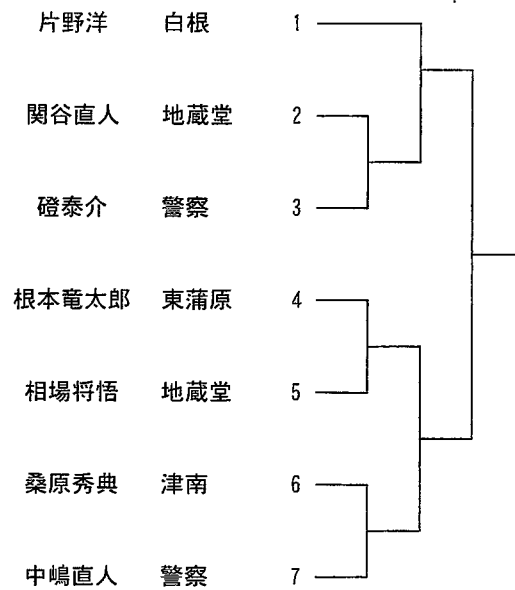 片野洋 白根 1
関谷直人 地蔵堂 2
磴泰介 警察 3
根本竜太郎 東蒲原 4
相場将悟 地蔵堂 5
桑原秀典 津南 6
中嶋直人 警察 7